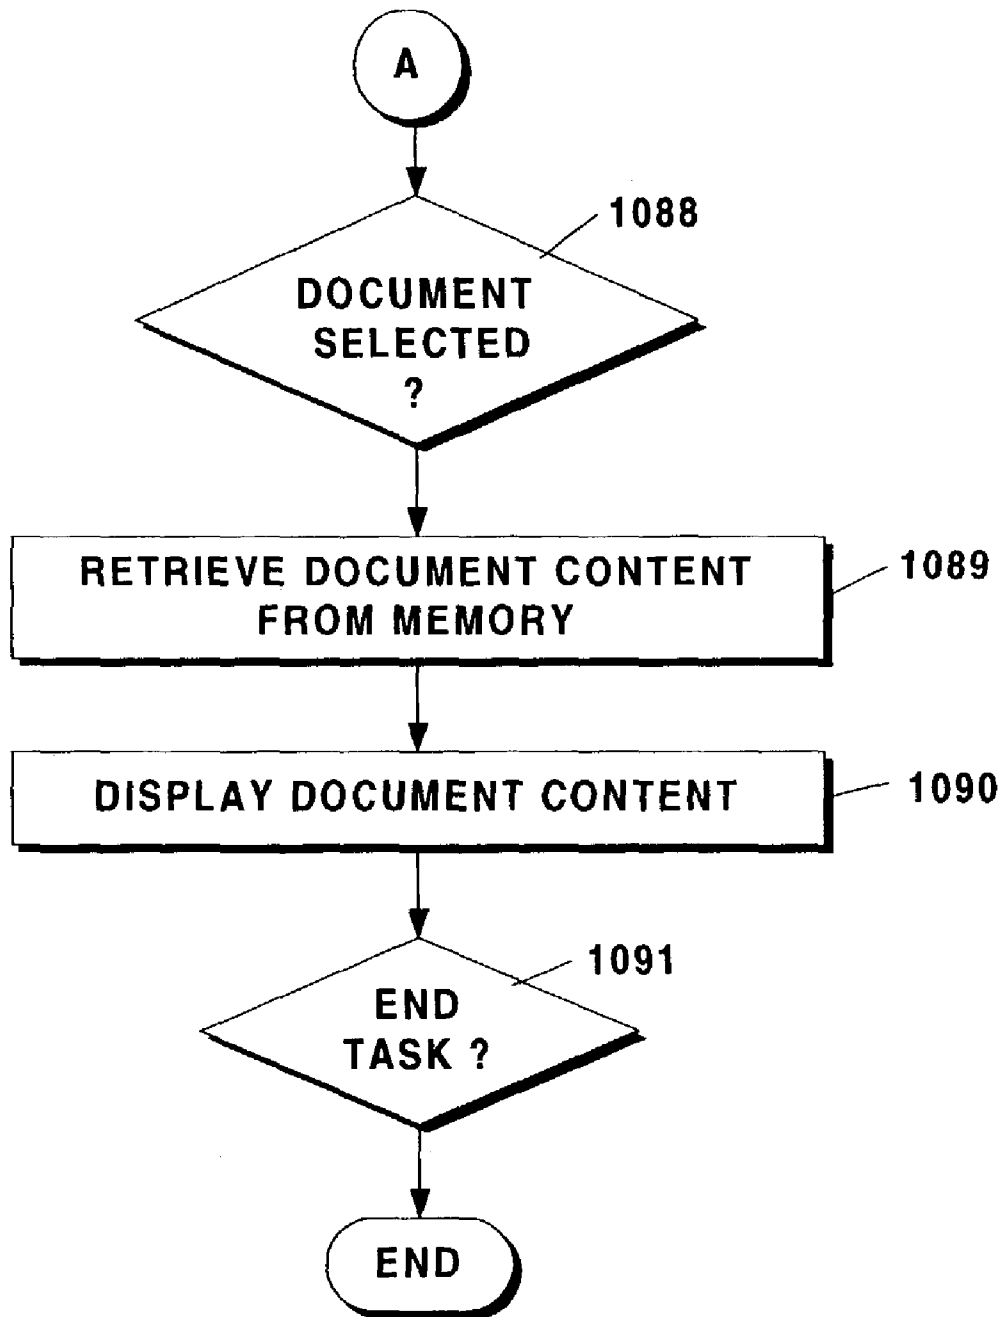 A
1088
DOCUMENT
SELECTED
?
RETRIEVE DOCUMENT CONTENT
FROM MEMORY
1089
DISPLAY DOCUMENT CONTENT
1090
1091
END
TASK ?
END